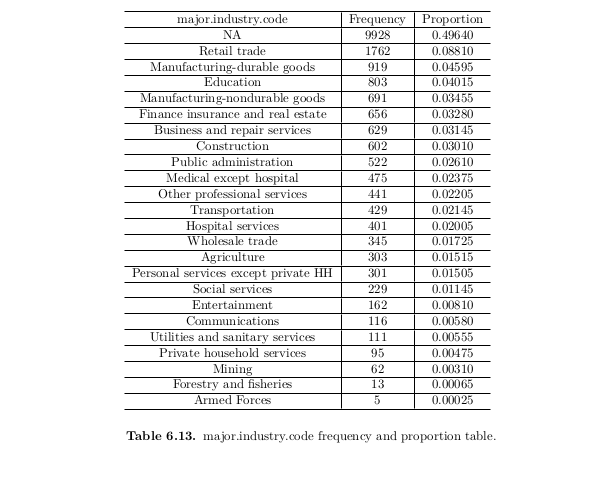 major.industry.code Frequency Proportion
NA 9928 0.49640
Retail trade 1762 0.08810
Manufacturing-durable goods 919 0.04595
Education 803 0.04015
Manufacturing-nondurable goods 691 0.03455
Finance insurance and real estate 656 0.03280
Business and repair services 629 0.03145
Construction 602 0.03010
Public administration 522 0.02610
Medical except hospital 475 0.02375
Other professional services 441 0.02205
Transportation 429 0.02145
Hospital services 401 0.02005
Wholesale trade 345 0.01725
Agriculture 303 0.01515
Personal services except private HH 301 0.01505
Social services 229 0.01145
Entertainment 162 0.00810
Communications 116 0.00580
Utilities and sanitary services 111 0.00555
Private household services 95 0.00475
Mining 62 0.00310
Forestry and fisheries 13 0.00065
Armed Forces 5 0.00025
Table 6.13. major.industry.code frequency and proportion table.